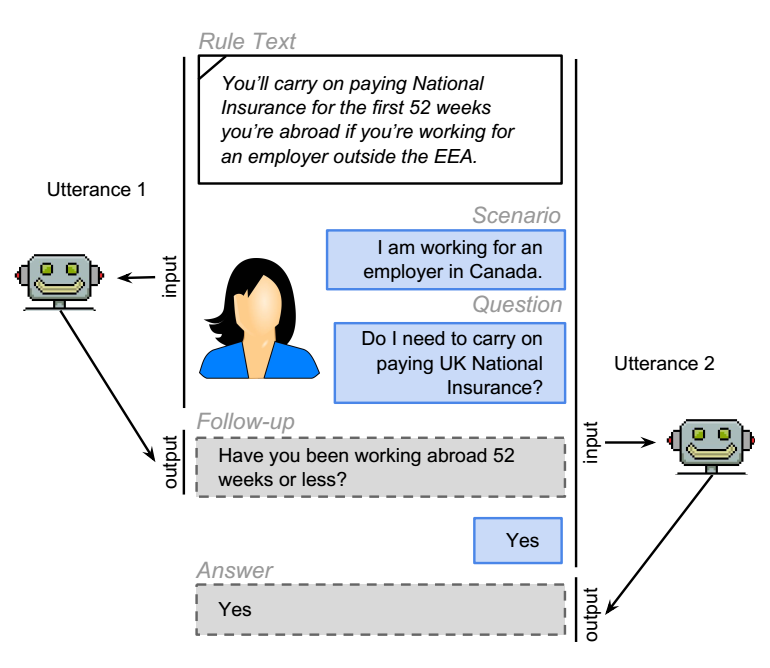 Rule Text
You'll carry on paying National
Insurance for the first 52 weeks
you're abroad if you're working for
an employer outside the EEA.
Utterance 1
Scenario
I am working for an
employer in Canada.
input
Question
Do I need to carry on
paying UK National
Insurance?
Utterance 2
Follow-up
output
Have you been working abroad 52
weeks or less?
input
Yes
Answer
Yes
output